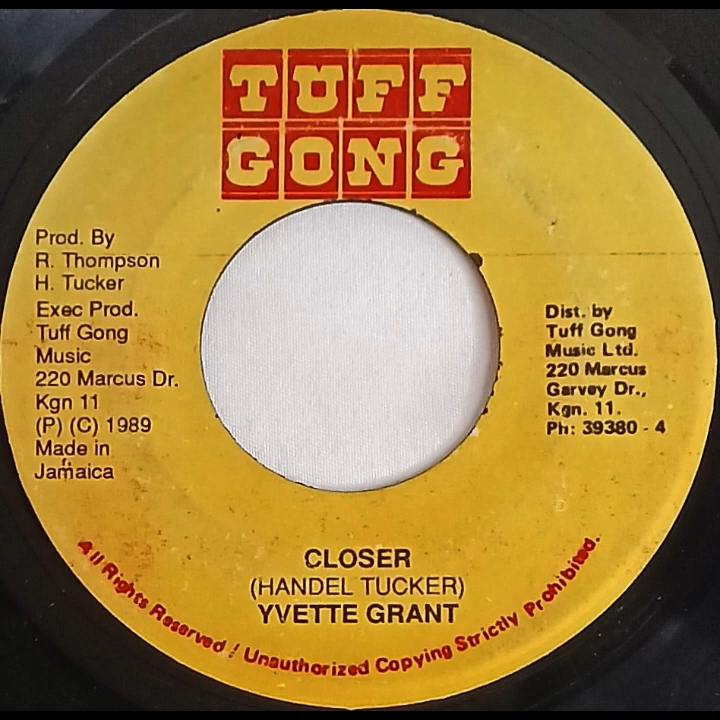 TUFF
GONG
Prod. By
R. Thompson
H. Tucker
Exec Prod.
Tuff Gong
Music
220 Marcus Dr.
Kgn 11
(P) (C) 1989
Made in
Jamaica
Dist. by
Tuff Gong
Music Ltd.
220 Marcus
Garvey Dr.,
Kgn. 11.
Ph: 39380 - 4
CLOSER
(HANDEL TUCKER)
YVETTE GRANT
All Rights Reserved / Unauthorized Copying Strictly Prohibited.